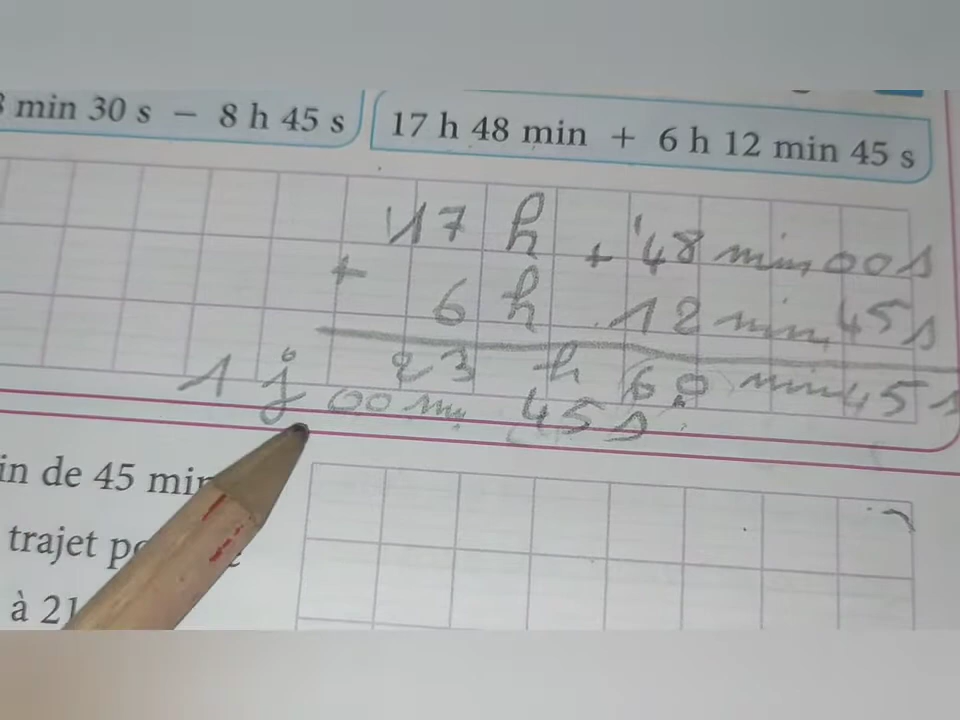 min 30 s − 8 h 45 s
17 h 48 min + 6 h 12 min 45 s
17 h + 48 min 00 s
+ 6 h 12 min 45 s
23 h 60 min 45 s
1 j 00 mn 45 s
in de 45 min
trajet
à 21